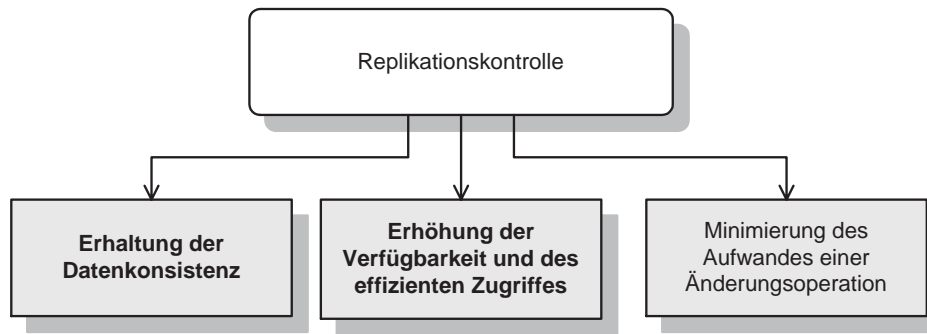 Replikationskontrolle
Erhaltung der
Datenkonsistenz
Erhöhung der
Verfügbarkeit und des
effizienten Zugriffes
Minimierung des
Aufwandes einer
Änderungsoperation